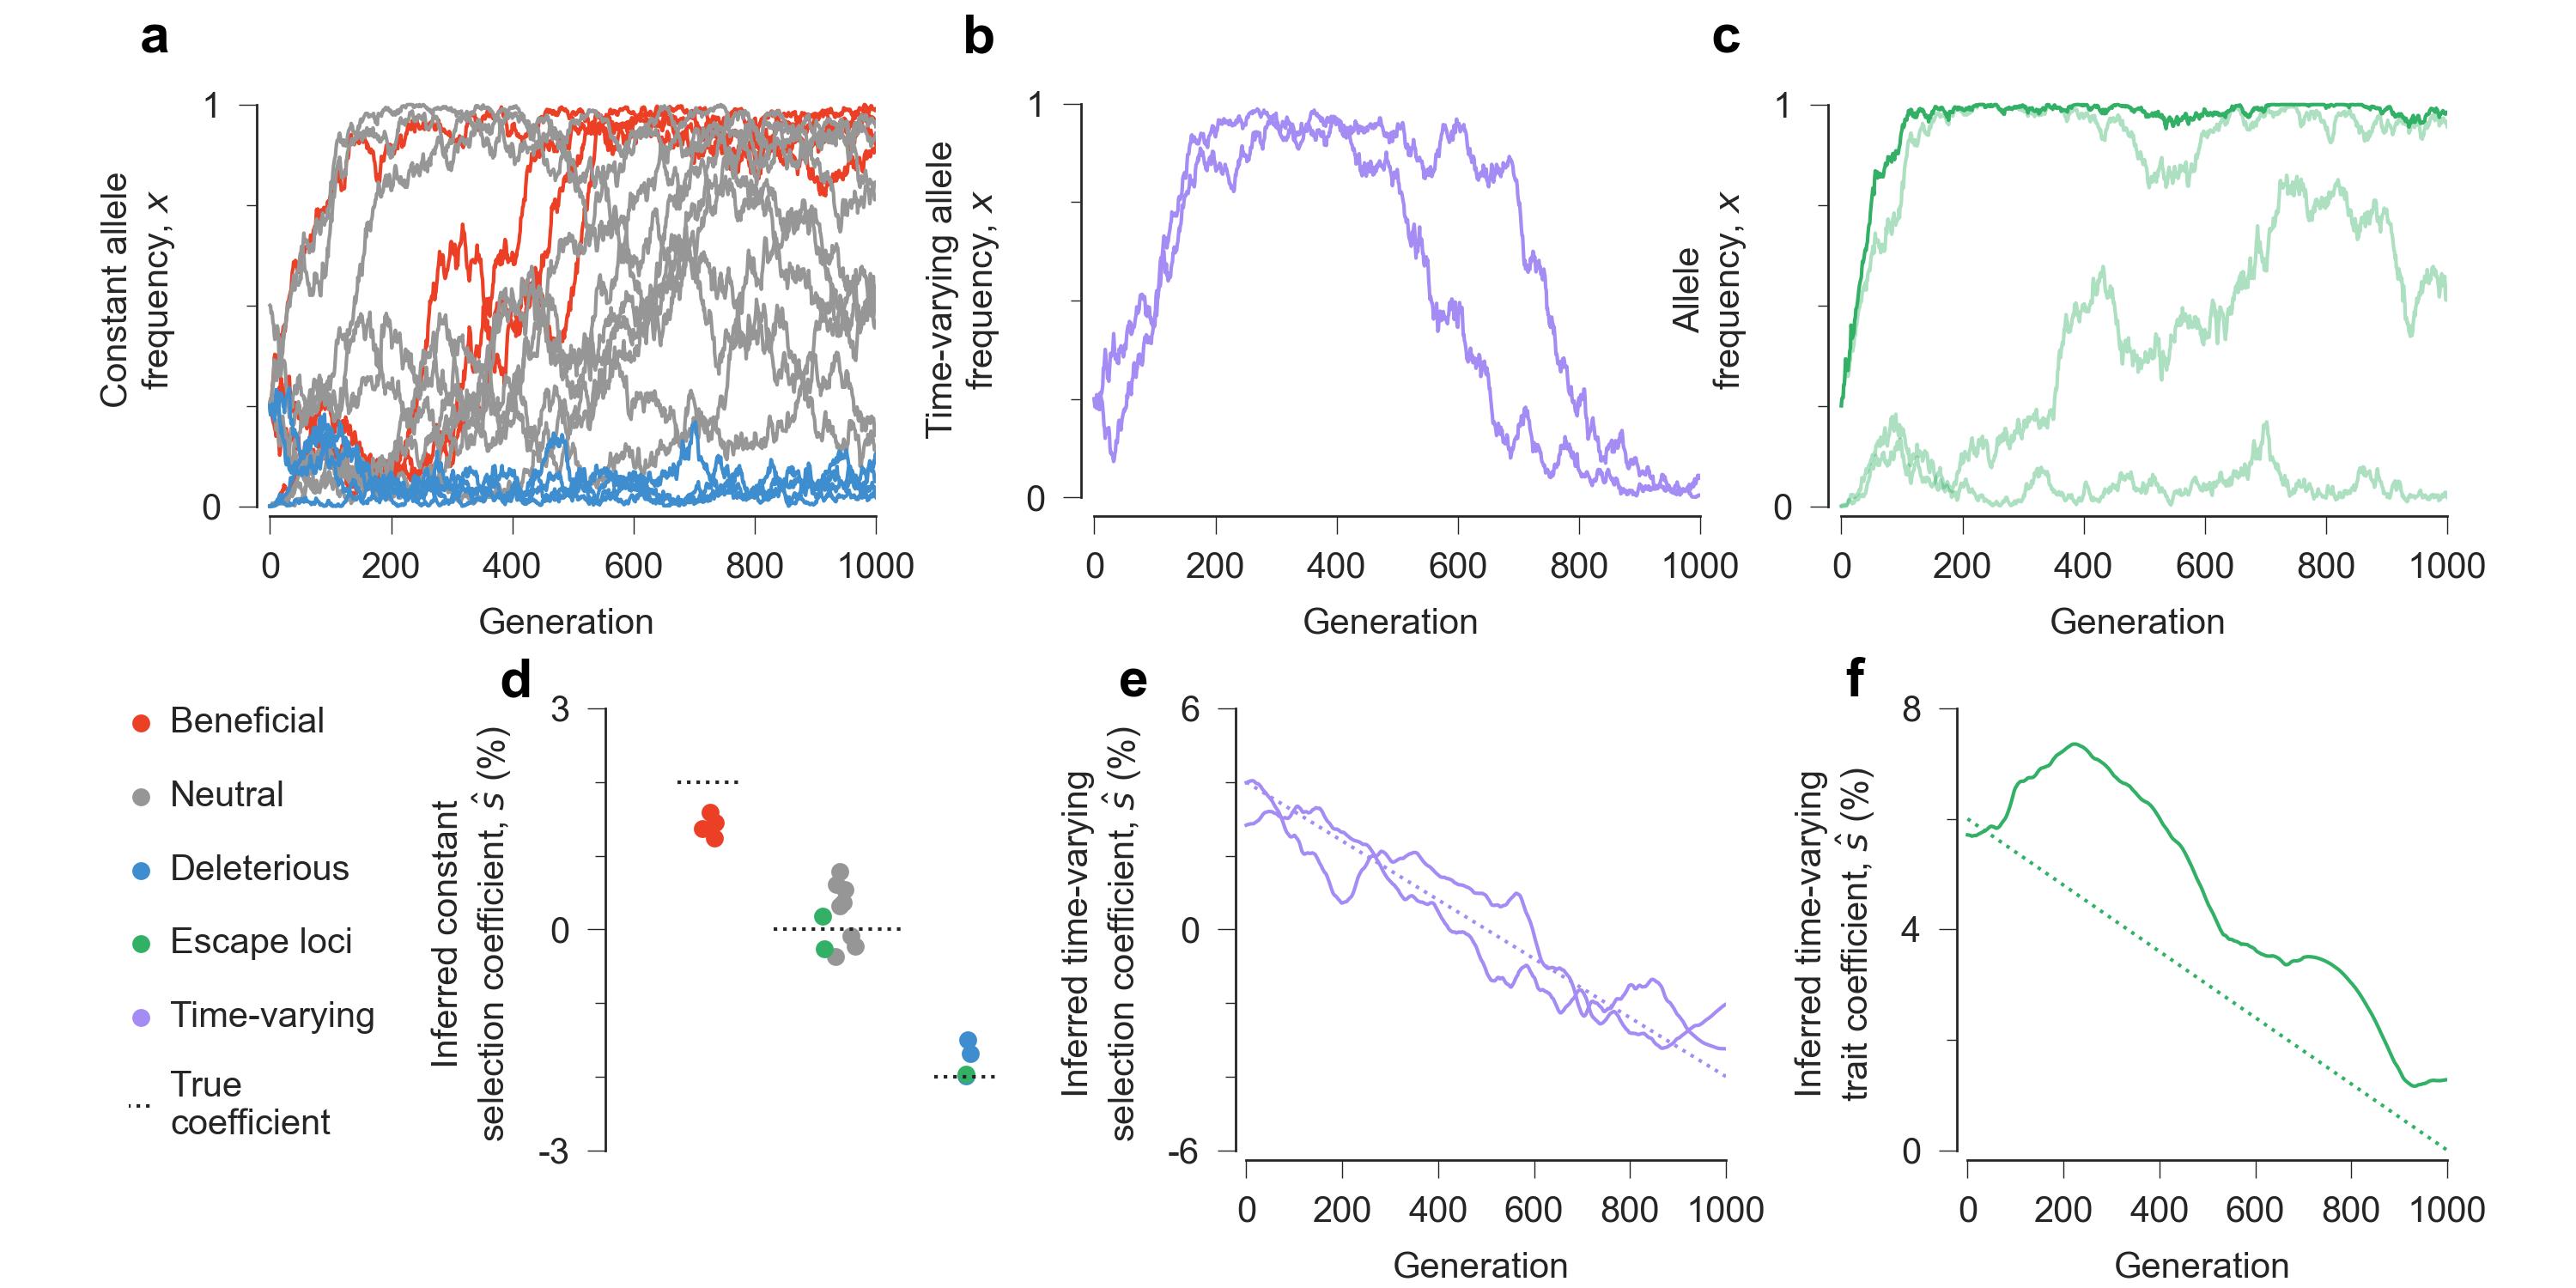 a
1
0
Constant allele
frequency, x
0 200 400 600 800 1000
Generation
b
1
0
Time-varying allele
frequency, x
0 200 400 600 800 1000
Generation
c
1
0
Allele
frequency, x
0 200 400 600 800 1000
Generation
Beneficial
Neutral
Deleterious
Escape loci
Time-varying
True
coefficient
d
3
0
-3
Inferred constant
selection coefficient, ŝ (%)
e
6
0
-6
Inferred time-varying
selection coefficient, ŝ (%)
0 200 400 600 800 1000
Generation
f
8
4
0
Inferred time-varying
trait coefficient, ŝ (%)
0 200 400 600 800 1000
Generation